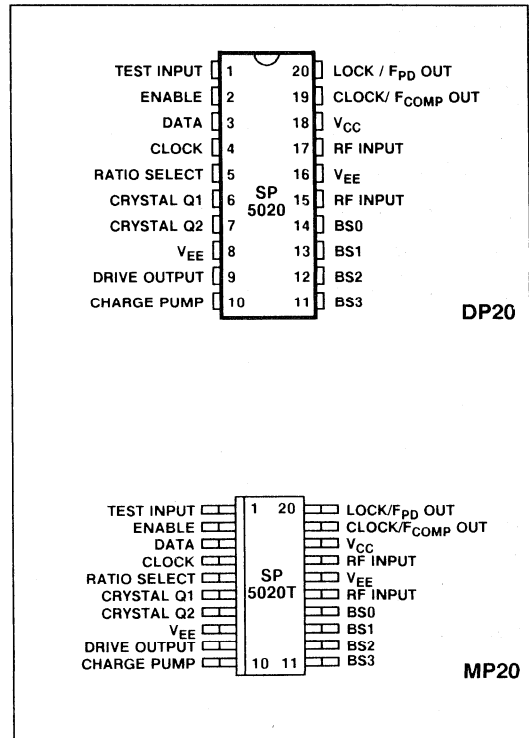 TEST INPUT 1 20 LOCK / FPD OUT
ENABLE 2 19 CLOCK/ FCOMP OUT
DATA 3 18 VCC
CLOCK 4 17 RF INPUT
RATIO SELECT 5 16 VEE
CRYSTAL Q1 6 SP 5020 15 RF INPUT
CRYSTAL Q2 7 14 BS0
VEE 8 13 BS1
DRIVE OUTPUT 9 12 BS2
CHARGE PUMP 10 11 BS3
DP20
TEST INPUT 1 20 LOCK/FPD OUT
ENABLE CLOCK/FCOMP OUT
DATA VCC
CLOCK RF INPUT
RATIO SELECT SP 5020T VEE
CRYSTAL Q1 RF INPUT
CRYSTAL Q2 BS0
VEE BS1
DRIVE OUTPUT BS2
CHARGE PUMP 10 11 BS3
MP20